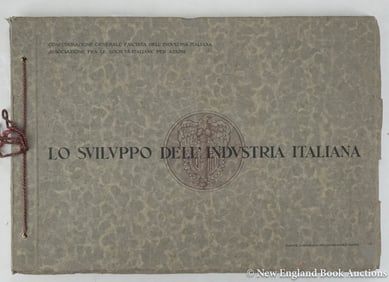 CONFEDERAZIONE GENERALE FASCISTA DELL'INDVSTRIA ITALIANA
ASSOCIAZIONE FRA LE SOCIETÀ ITALIANE PER AZIONI
LO SVILVPPO DELL'INDVSTRIA ITALIANA
© New England Book Auctions